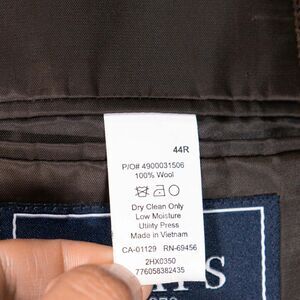 44R
P/O# 4900031506
100% Wool
Dry Clean Only
Low Moisture
Utility Press
Made in Vietnam
CA-01129 RN-69456
2HX0350
776058382435